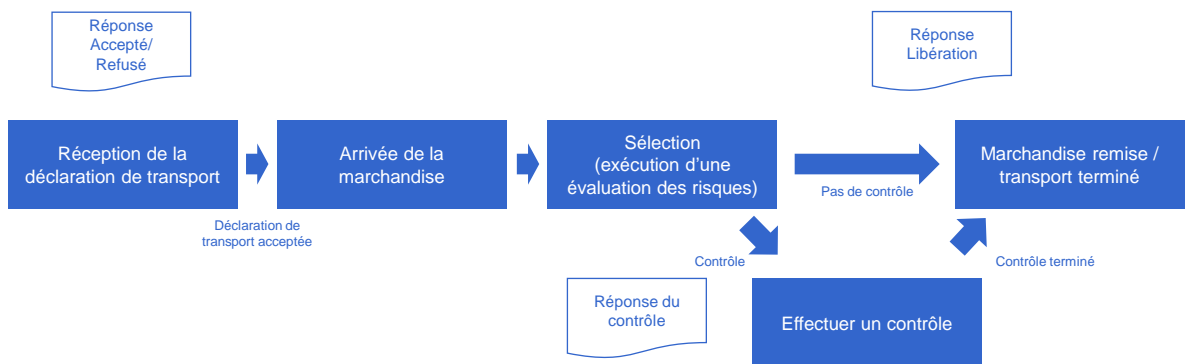 Réponse
Accepté/
Refusé
Réponse
Libération
Réception de la
déclaration de transport
Arrivée de la
marchandise
Sélection
(exécution d'une
évaluation des risques)
Marchandise remise /
transport terminé
Pas de contrôle
Déclaration de
transport acceptée
Contrôle
Contrôle terminé
Réponse du
contrôle
Effectuer un contrôle